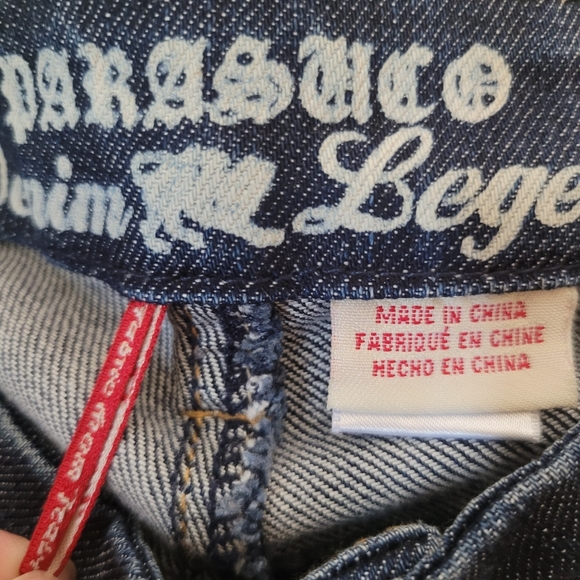 PARASUCO
Denim Lege
MADE IN CHINA
FABRIQUÉ EN CHINE
HECHO EN CHINA